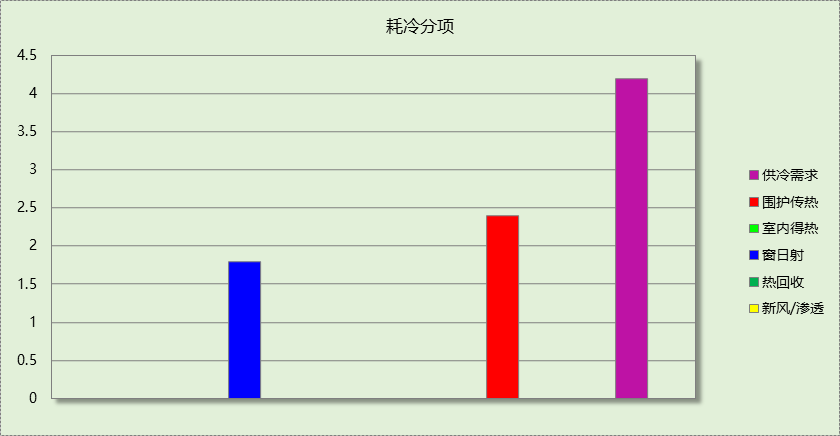 耗冷分项
4.5
4
3.5
3
2.5
2
1.5
1
0.5
0
供冷需求
围护传热
室内得热
窗日射
热回收
新风/渗透